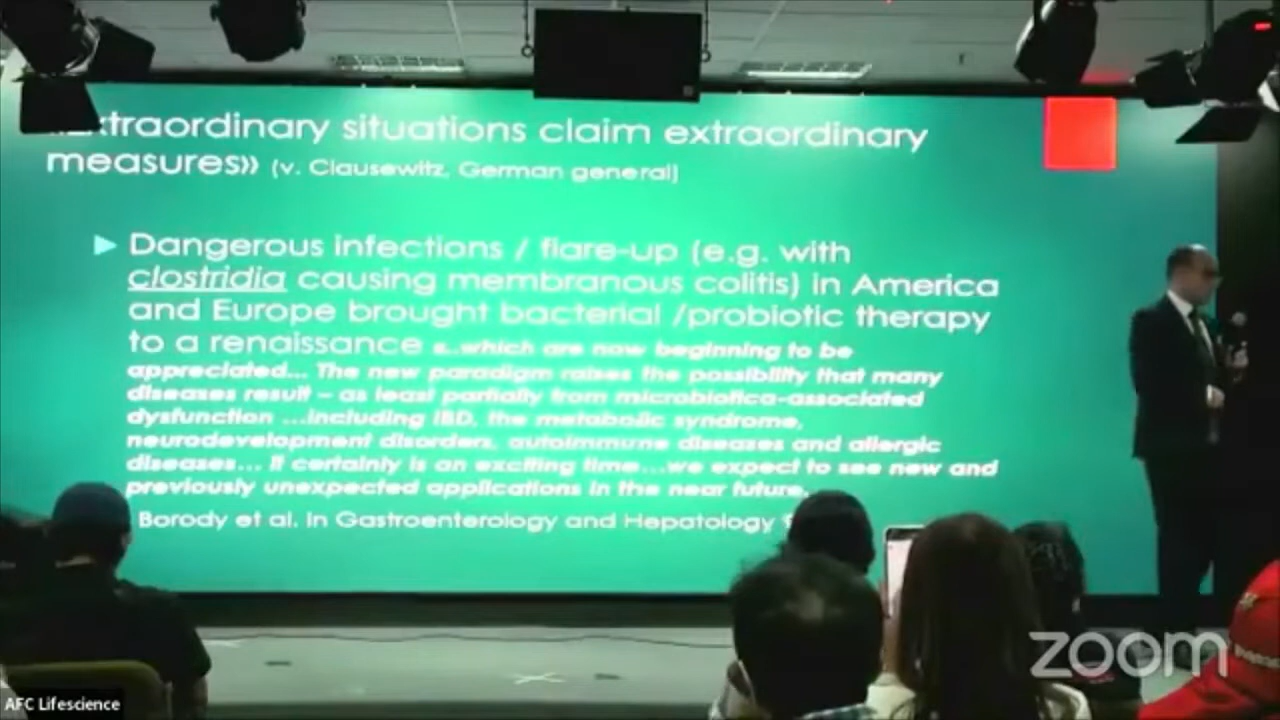 «Extraordinary situations claim extraordinary
measures» (v. Clausewitz, German general)
Dangerous infections / flare-up (e.g. with
clostridia causing membranous colitis) in America
and Europe brought bacterial /probiotic therapy
to a renaissance s..which are now beginning to be
appreciated... The new paradigm raises the possibility that many
diseases result – as least partially from microbiotica-associated
dysfunction ...including IBD, the metabolic syndrome,
neurodevelopment disorders, autoimmune diseases and allergic
diseases... It certainly is an exciting time...we expect to see new and
previously unexpected applications in the near future.
Borody et al. In Gastroenterology and Hepatology
zoom
AFC Lifescience